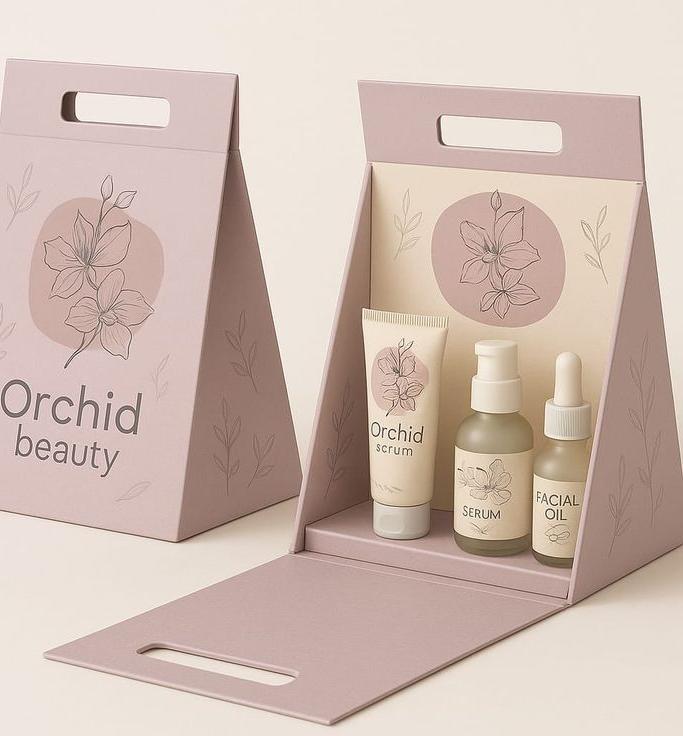 Orchid
beauty
Orchid
scrum
SERUM
FACIAL
OIL